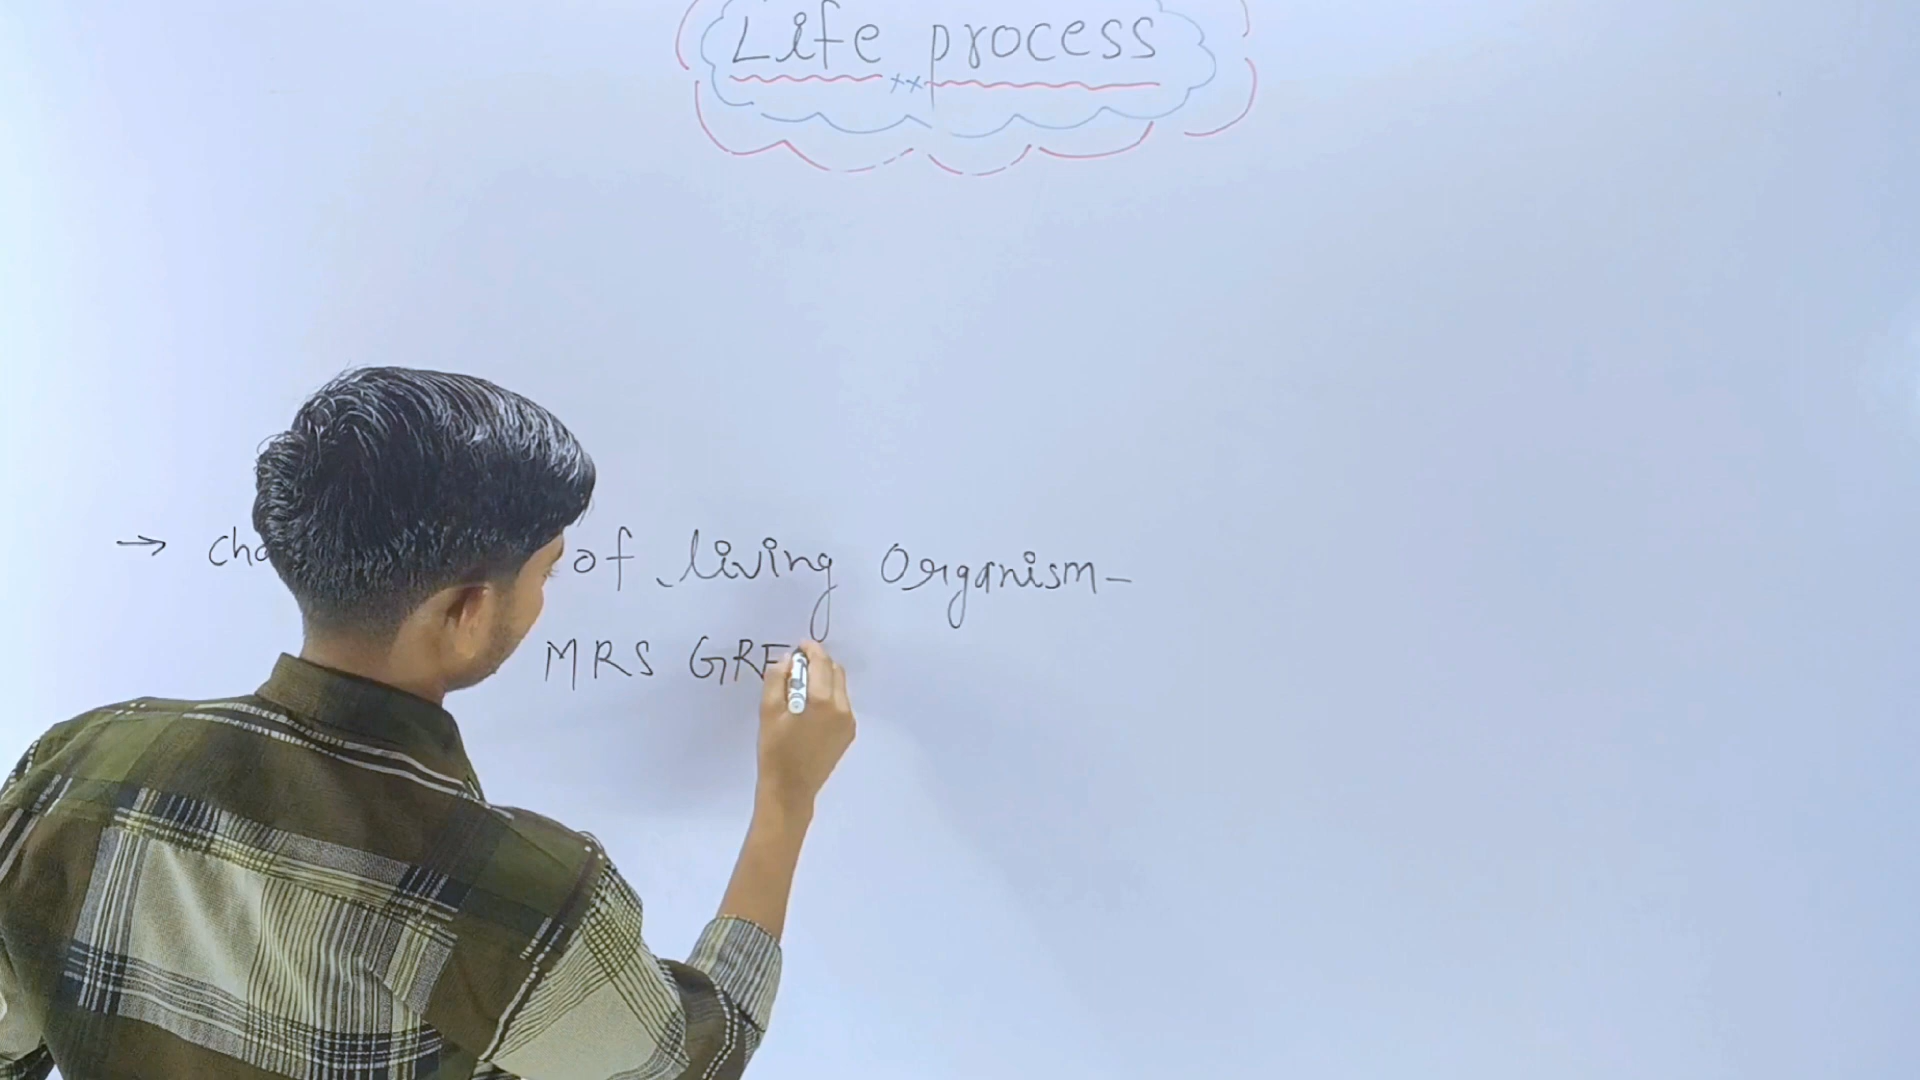 Life process
→ of living Organism-
MRS GRE